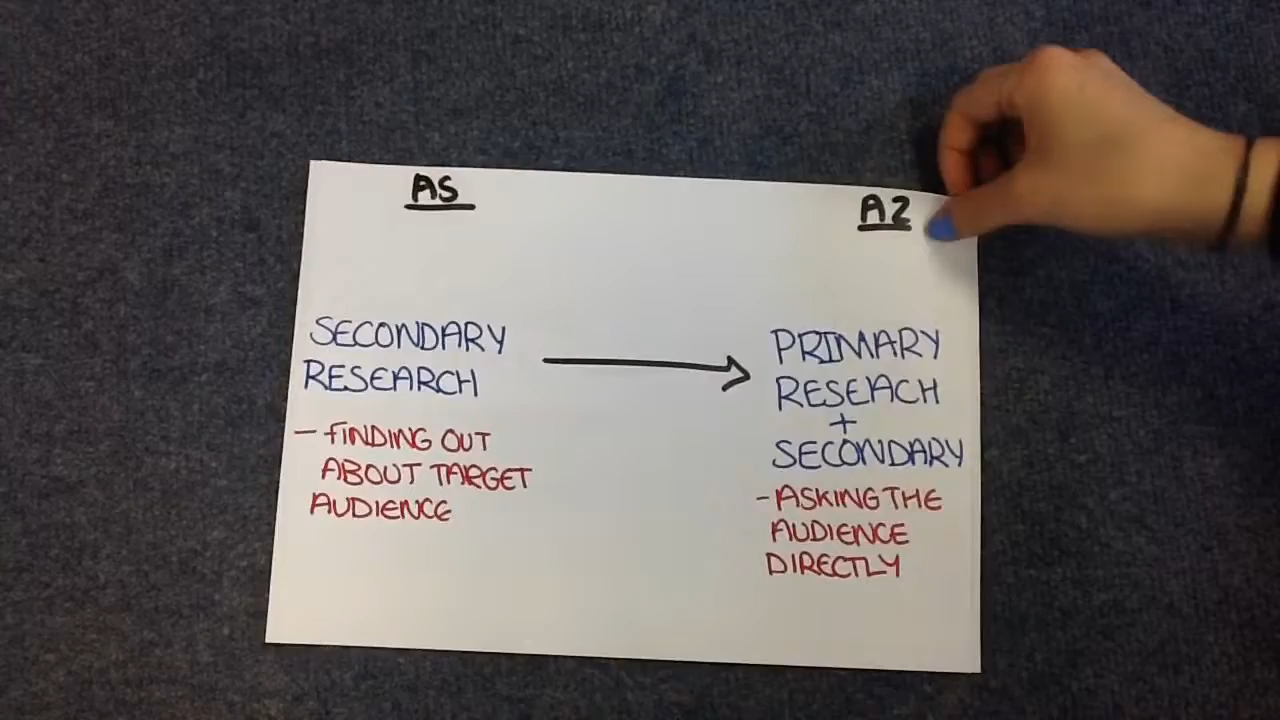 AS
SECONDARY
RESEARCH
- FINDING OUT
ABOUT TARGET
AUDIENCE
A2
PRIMARY
RESEACH
+
SECONDARY
- ASKING THE
AUDIENCE
DIRECTLY